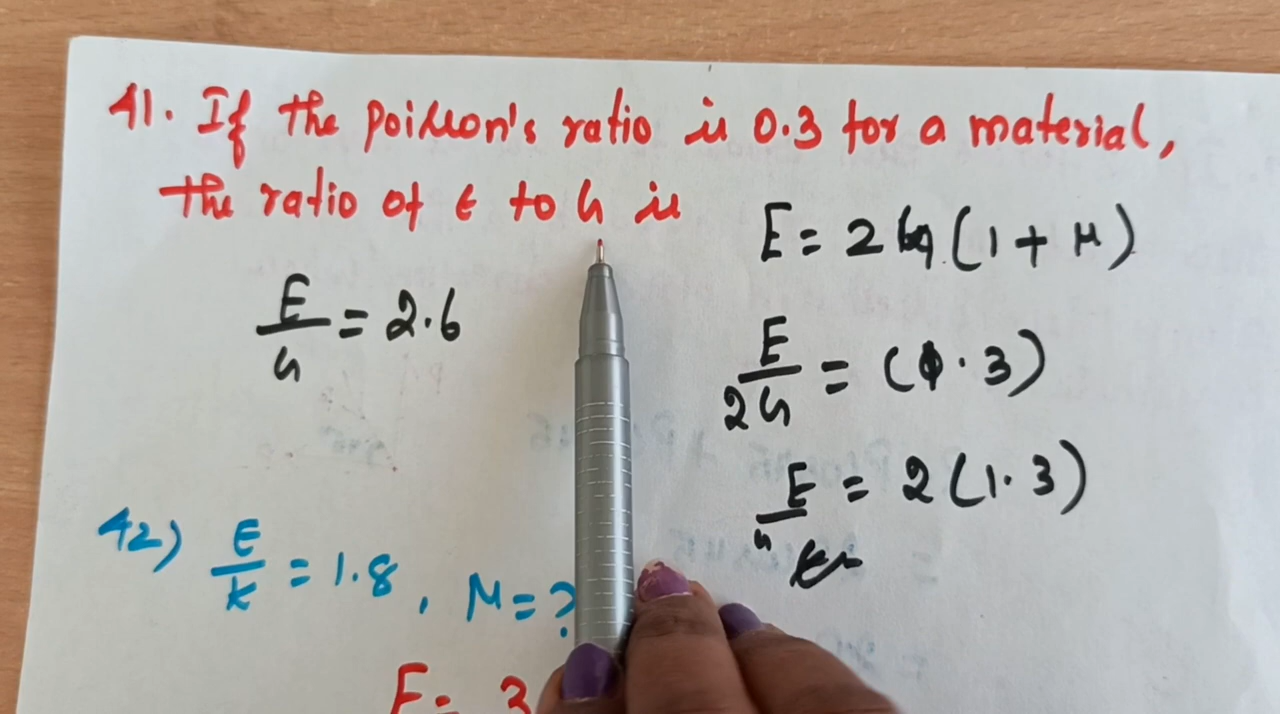 41. If the poisson's ratio is 0.3 for a material,
the ratio of E to G is
E = 2G (1 + μ)
E/G = 2.6
E/2G = (1.3)
E/G = 2(1.3)
42) E/K = 1.8, μ = ?
E = 3